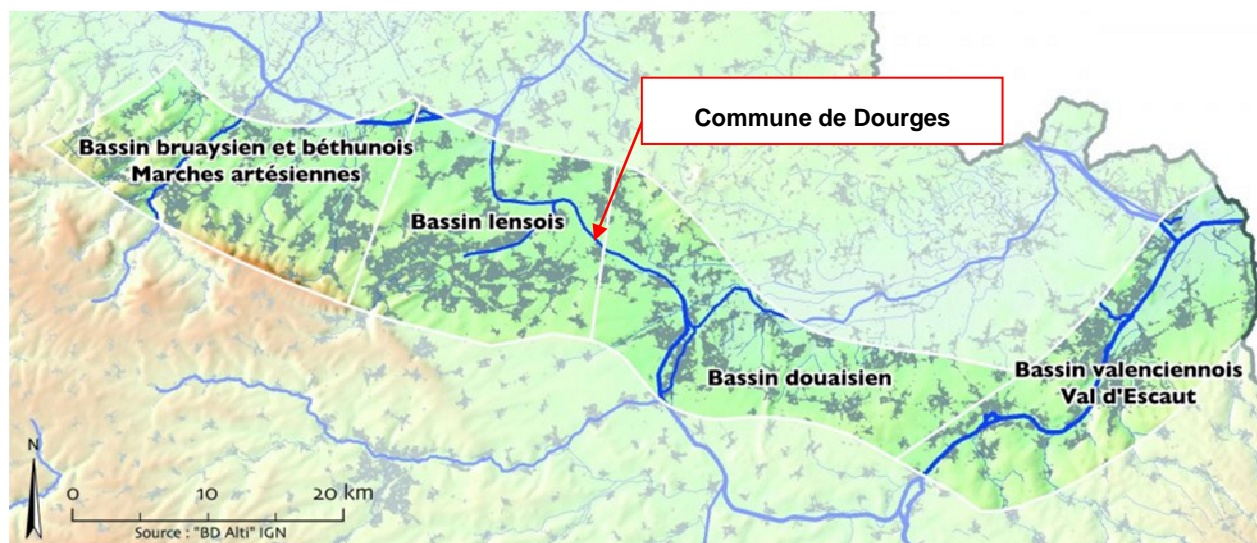 Commune de Dourges
Bassin bruaysien et béthunois
Marches artésiennes
Bassin lensois
Bassin douaisien
Bassin valenciennois
Val d'Escaut
N
0 10 20 km
Source : "BD Alti" IGN